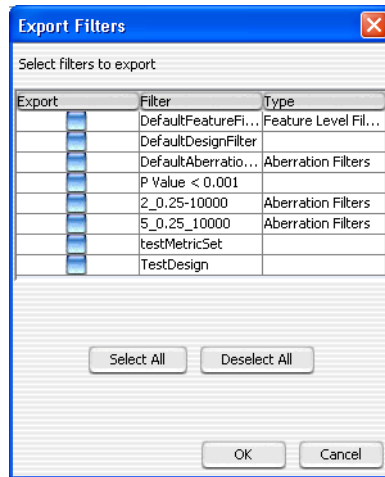 Export Filters
Select filters to export
Export Filter Type
DefaultFeatureFi... Feature Level Fil...
DefaultDesignFilter
DefaultAberratio... Aberration Filters
P Value < 0.001
2_0.25-10000 Aberration Filters
5_0.25_10000 Aberration Filters
testMetricSet
TestDesign
Select All Deselect All
OK Cancel